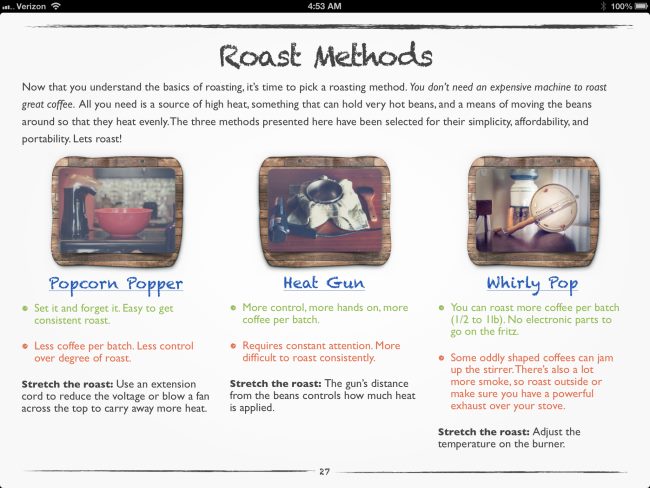 Verizon 4:53 AM 100%
Roast Methods
Now that you understand the basics of roasting, it's time to pick a roasting method. You don't need an expensive machine to roast
great coffee. All you need is a source of high heat, something that can hold very hot beans, and a means of moving the beans
around so that they heat evenly. The three methods presented here have been selected for their simplicity, affordability, and
portability. Lets roast!
Popcorn Popper
Set it and forget it. Easy to get
consistent roast.
Less coffee per batch. Less control
over degree of roast.
Stretch the roast: Use an extension
cord to reduce the voltage or blow a fan
across the top to carry away more heat.
Heat Gun
More control, more hands on, more
coffee per batch.
Requires constant attention. More
difficult to roast consistently.
Stretch the roast: The gun's distance
from the beans controls how much heat
is applied.
Whirly Pop
You can roast more coffee per batch
(1/2 to 1lb). No electronic parts to
go on the fritz.
Some oddly shaped coffees can jam
up the stirrer. There's also a lot
more smoke, so roast outside or
make sure you have a powerful
exhaust over your stove.
Stretch the roast: Adjust the
temperature on the burner.
27